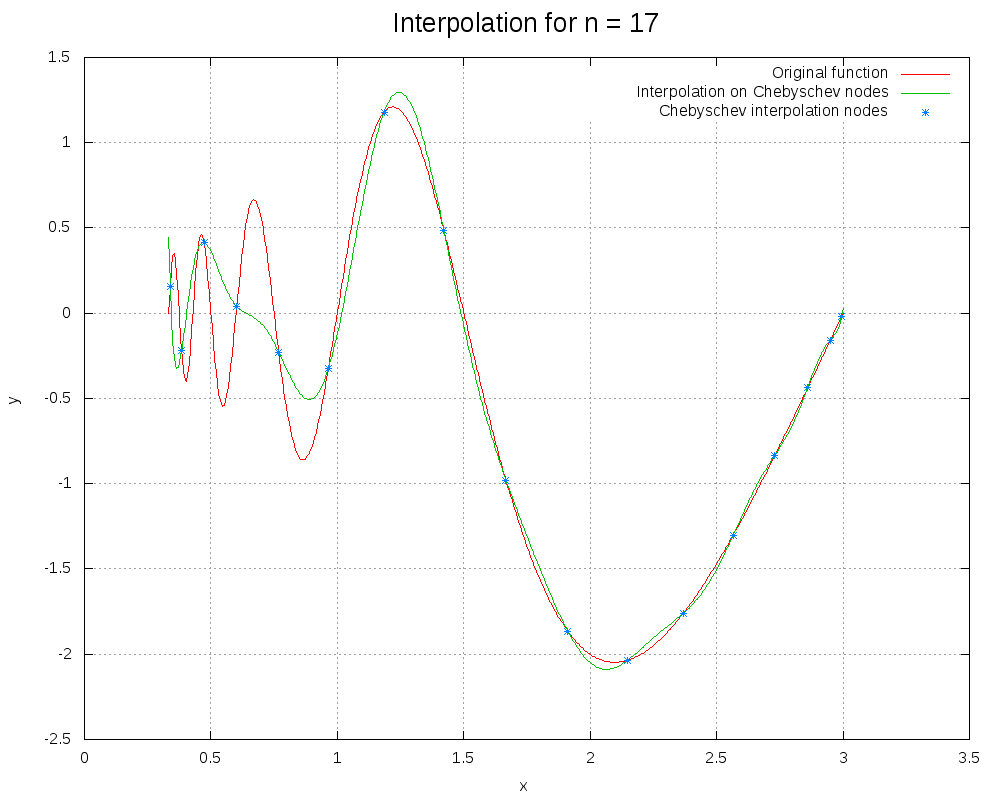 Interpolation for n = 17
1.5
Original function
Interpolation on Chebyschev nodes
Chebyschev interpolation nodes
1
0.5
0
-0.5
y
-1
-1.5
-2
-2.5
0 0.5 1 1.5 2 2.5 3 3.5
x